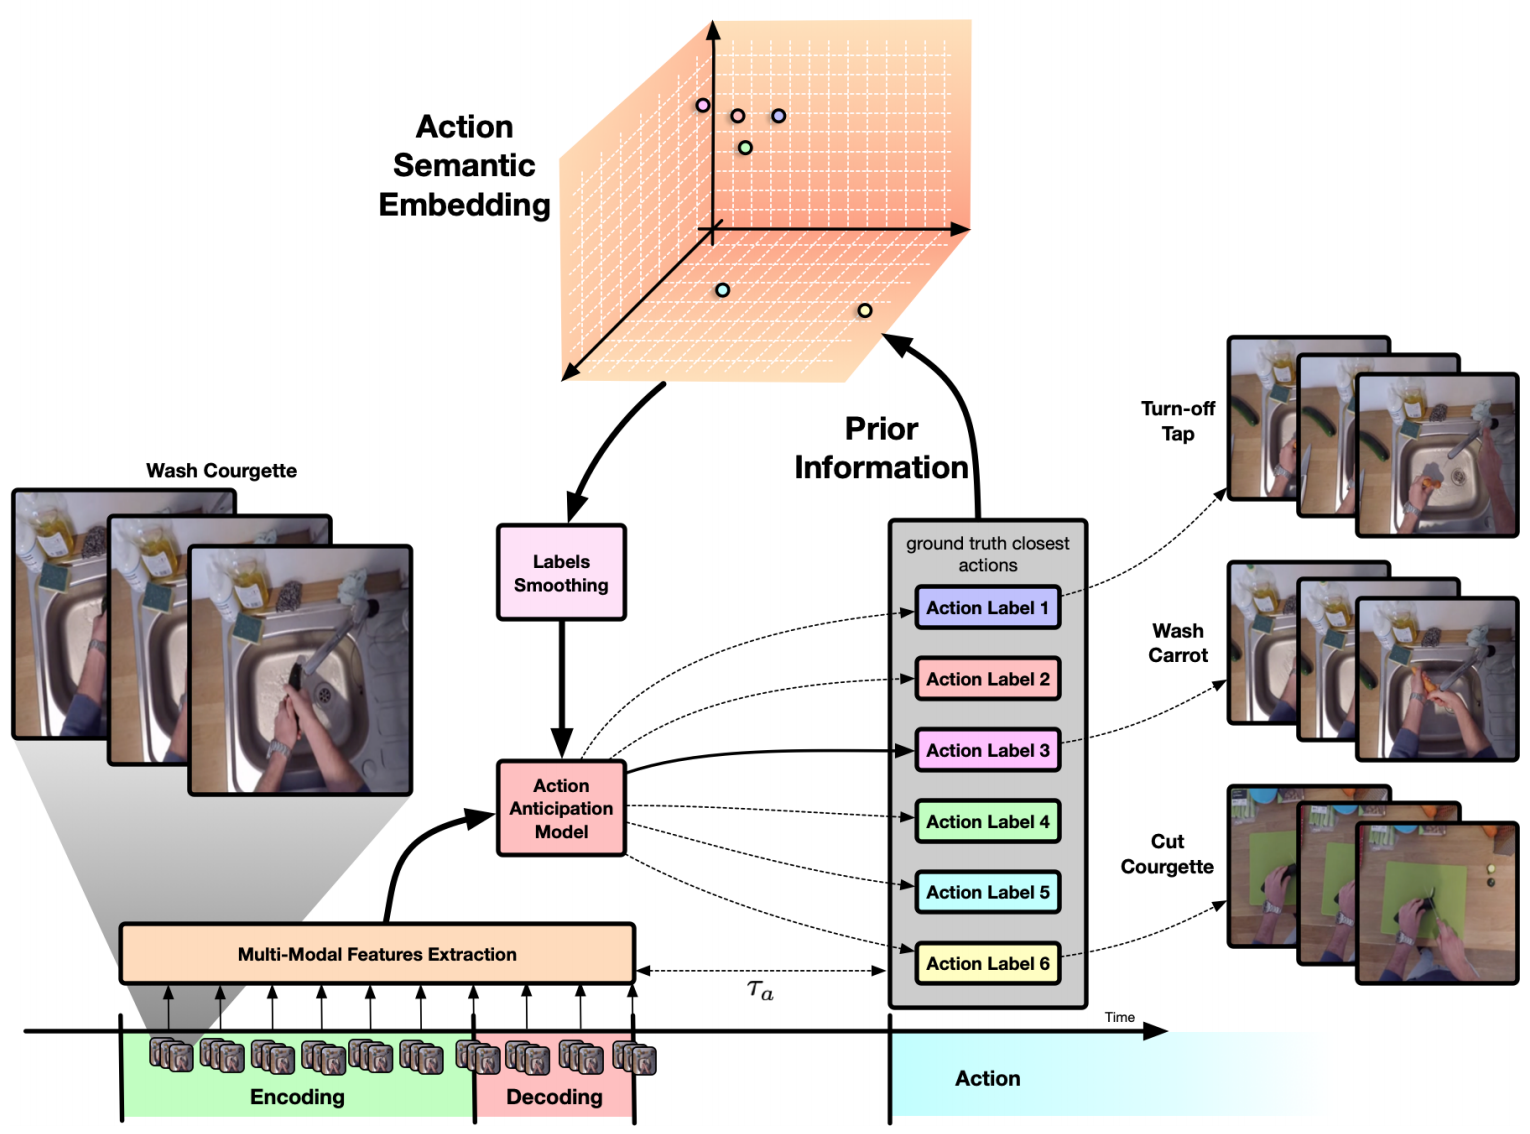 Action
Semantic
Embedding
Prior
Information
Turn-off
Tap
Wash Courgette
Labels
Smoothing
ground truth closest
actions
Action Label 1
Action Label 2
Action Label 3
Action Label 4
Action Label 5
Action Label 6
Wash
Carrot
Cut
Courgette
Action
Anticipation
Model
Multi-Modal Features Extraction
τa
Time
Encoding
Decoding
Action